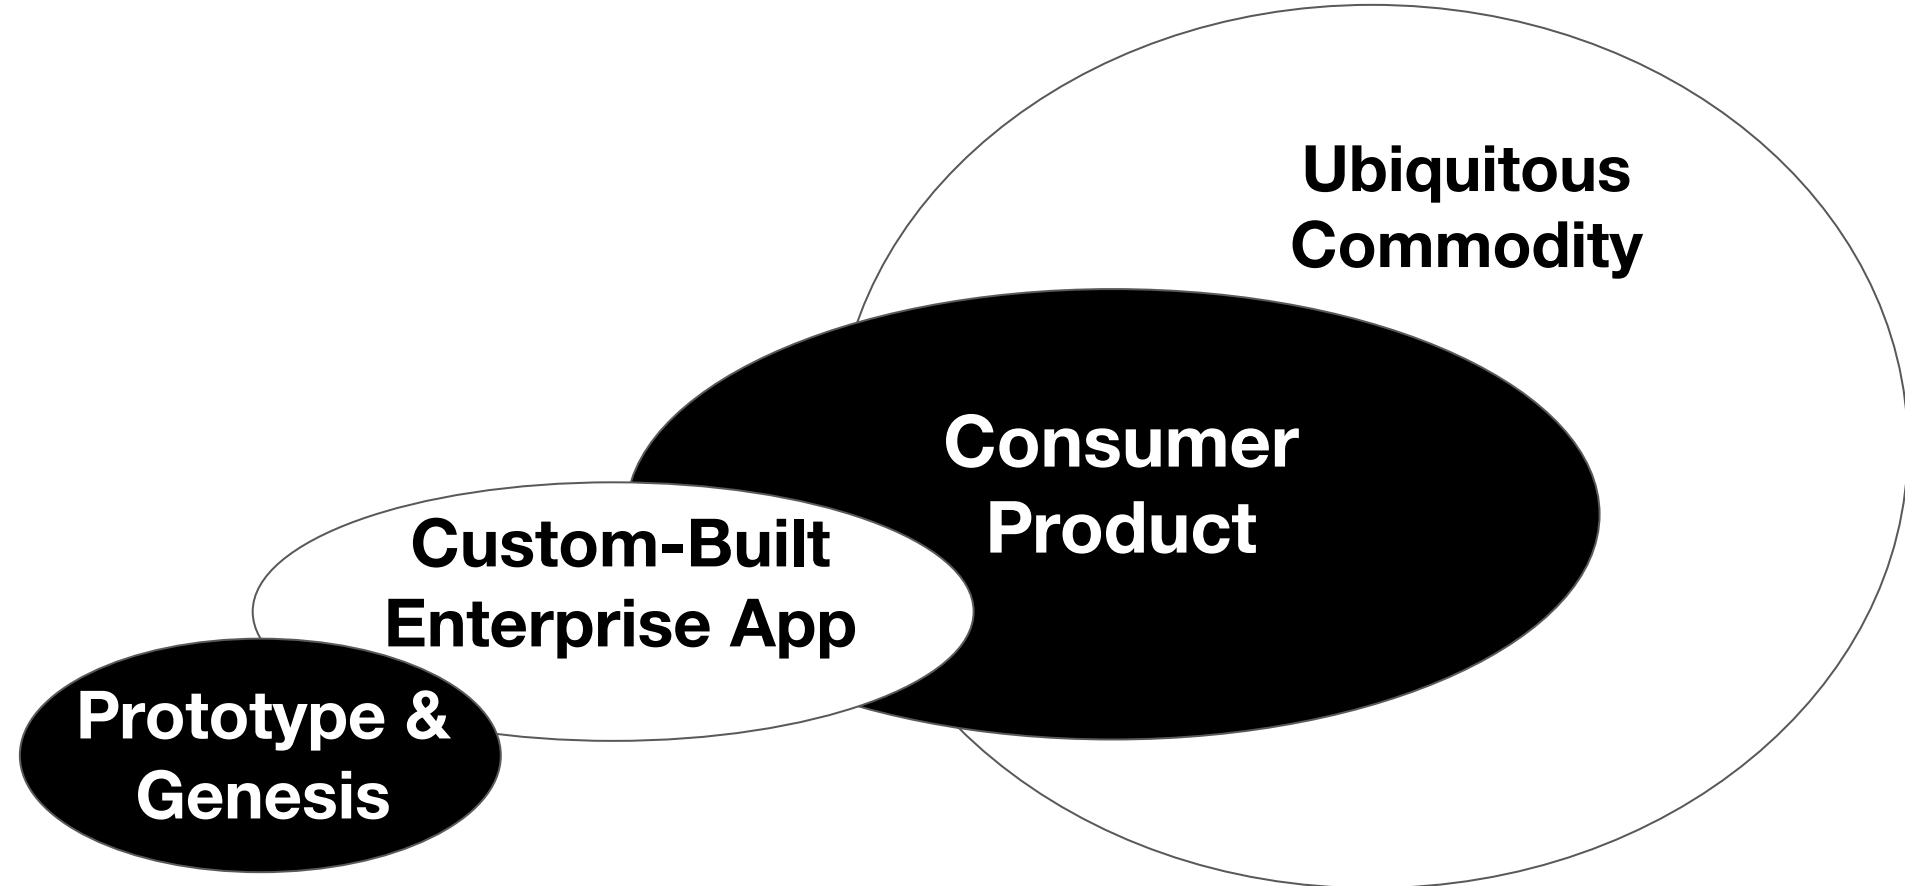 Ubiquitous
Commodity
Consumer
Product
Custom-Built
Enterprise App
Prototype &
Genesis